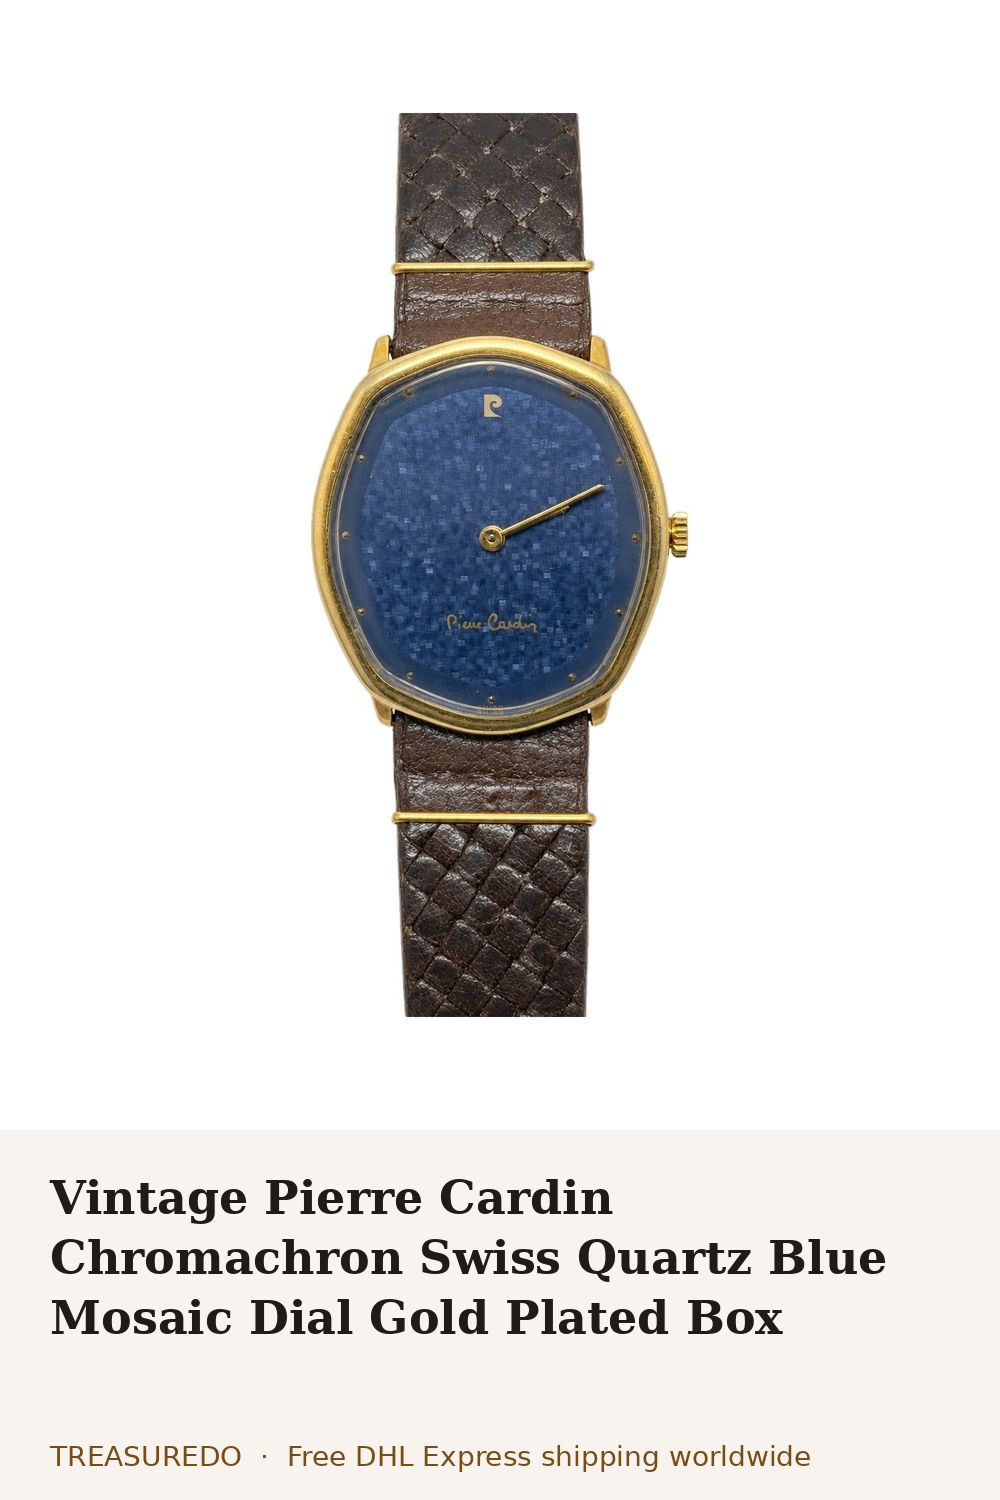 Pierre Cardin
Vintage Pierre Cardin
Chromachron Swiss Quartz Blue
Mosaic Dial Gold Plated Box
TREASUREDO · Free DHL Express shipping worldwide